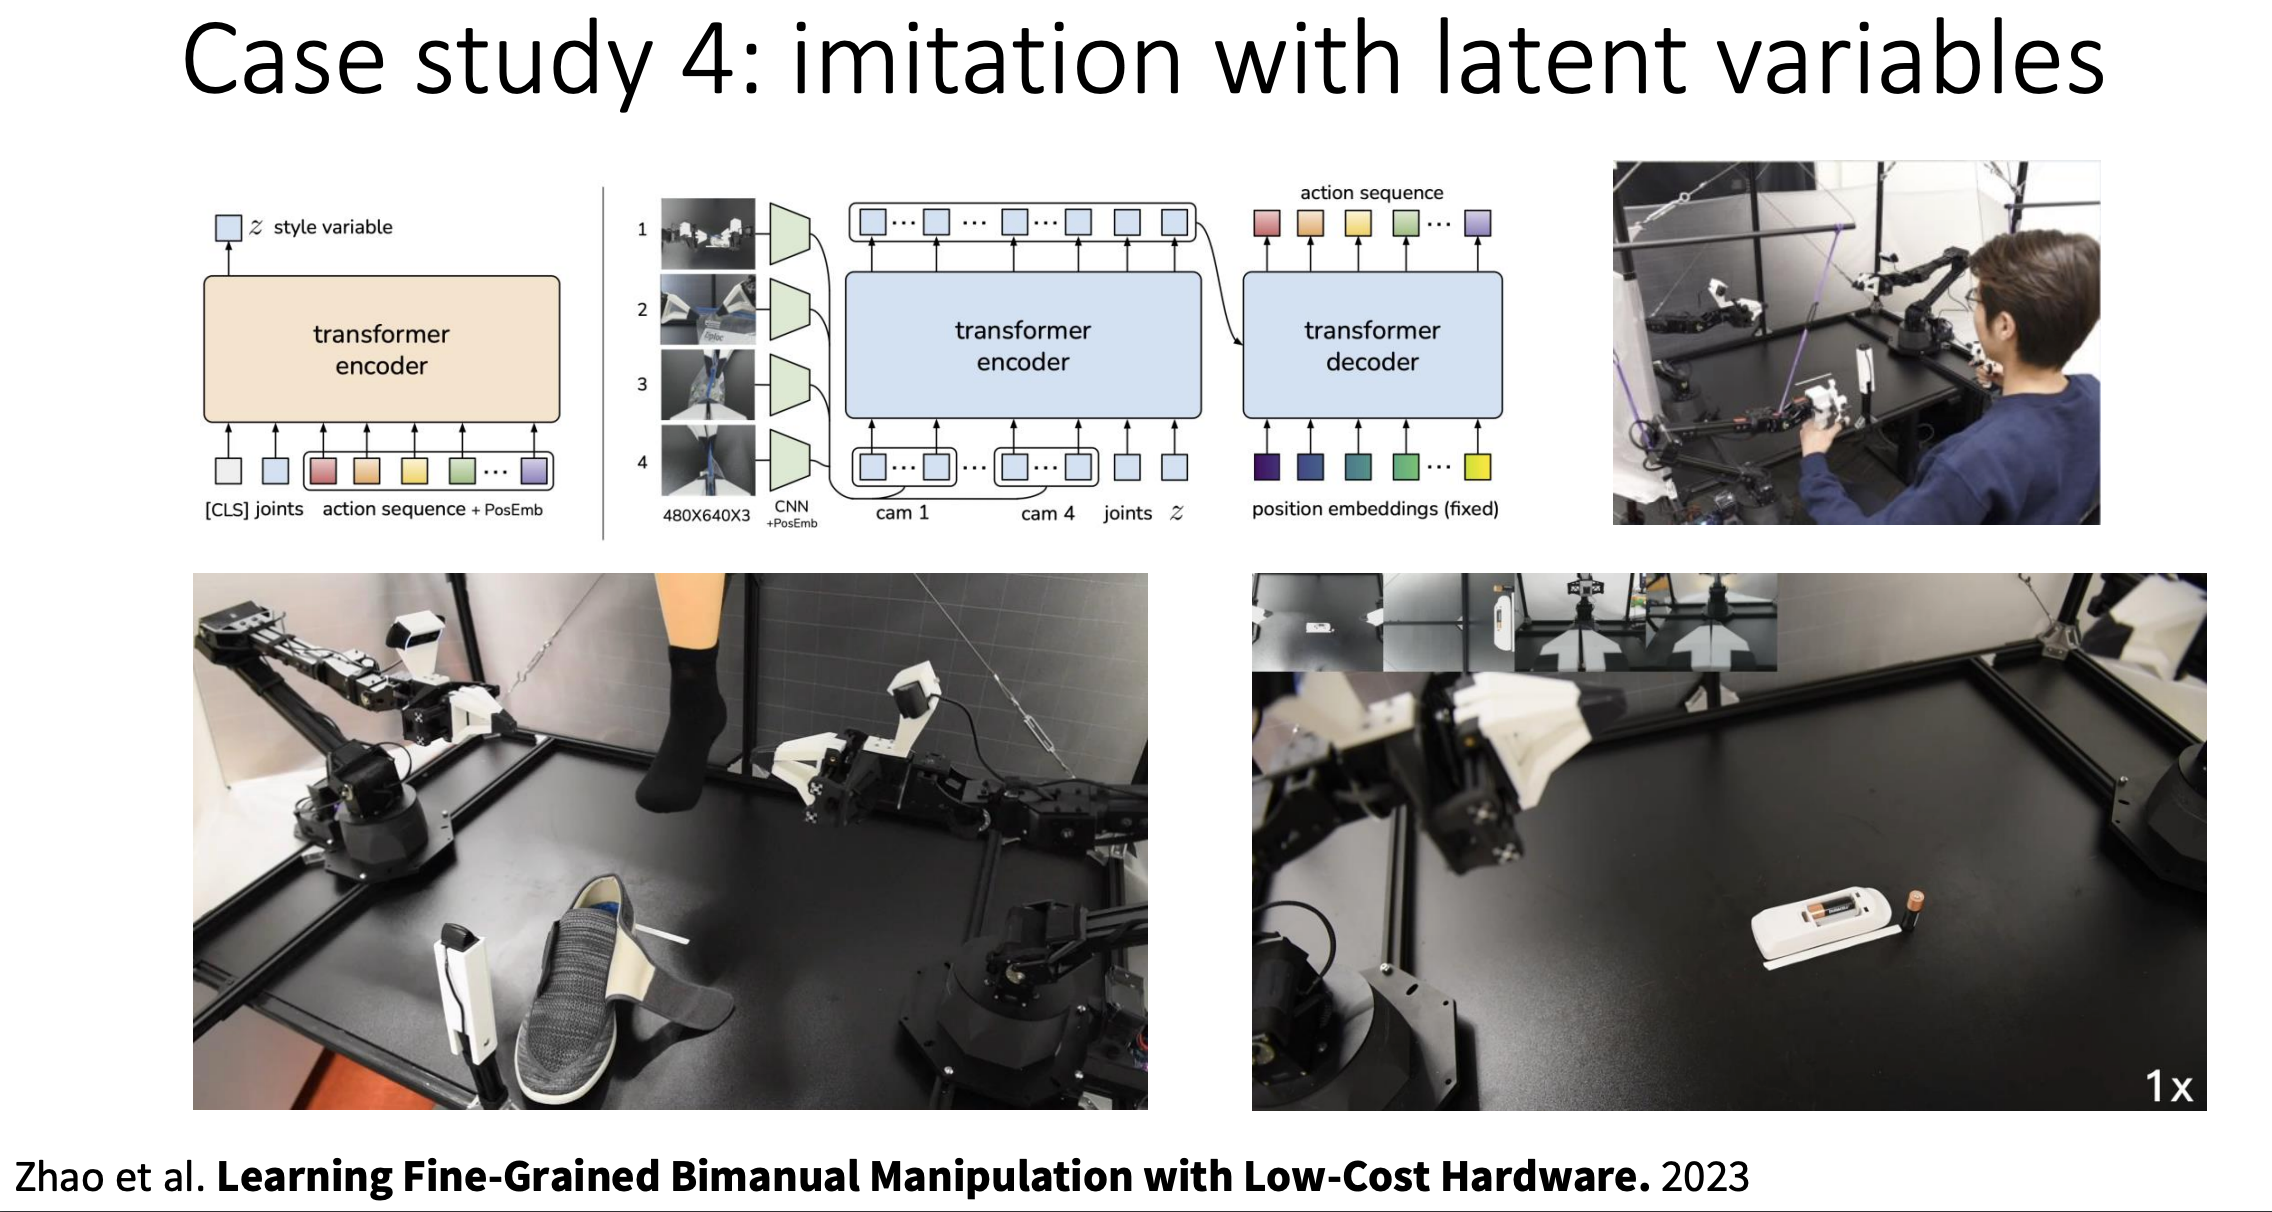 Case study 4: imitation with latent variables
z style variable
transformer
encoder
[CLS] joints action sequence + PosEmb
1
2
3
4
480X640X3
CNN
+PosEmb
transformer
encoder
cam 1
cam 4
joints
z
action sequence
transformer
decoder
position embeddings (fixed)
1x
Zhao et al. Learning Fine-Grained Bimanual Manipulation with Low-Cost Hardware. 2023